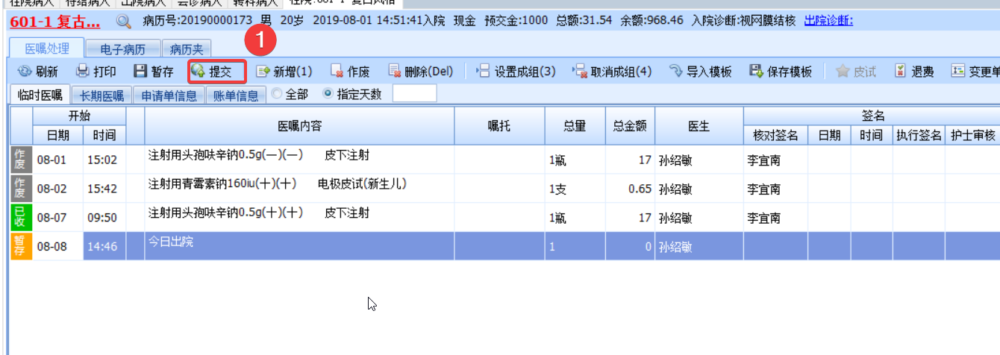 住院病人 待结病人 出院病人 会诊病人 转科病人 住院:601-1 复古风格
601-1 复古... 病历号:20190000173 男 20岁 2019-08-01 14:51:41入院 现金 预交金:1000 总额:31.54 余额:968.46 入院诊断:视网膜结核 出院诊断:
1
医嘱处理 电子病历 病历夹
刷新 打印 暂存 提交 新增(1) 作废 删除(Del) 设置成组(3) 取消成组(4) 导入模板 保存模板 皮试 退费 变更单
临时医嘱 长期医嘱 申请单信息 账单信息 全部 指定天数
开始 医嘱内容 嘱托 总量 总金额 医生 签名
日期 时间 核对签名 日期 时间 执行签名 护士审核
作废 08-01 15:02 注射用头孢呋辛钠0.5g(一)(一) 皮下注射 1瓶 17 孙绍敏 李宜南
作废 08-02 15:42 注射用青霉素钠160iu(十)(十) 电极皮试(新生儿) 1支 0.65 孙绍敏 李宜南
已收 08-07 09:50 注射用头孢呋辛钠0.5g(十)(十) 皮下注射 1瓶 17 孙绍敏 李宜南
暂存 08-08 14:46 今日出院 1 0 孙绍敏